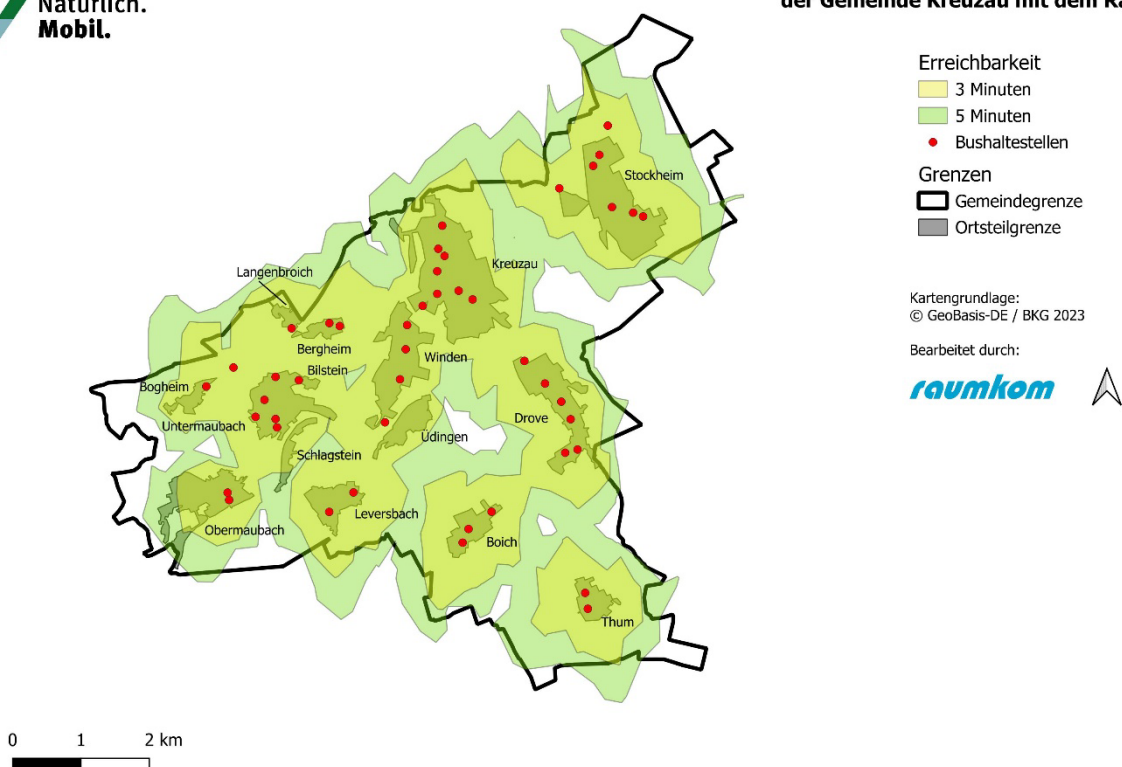 Natürlich.
Mobil.
der Gemeinde Kreuzau mit dem
Erreichbarkeit
3 Minuten
5 Minuten
Bushaltestellen
Grenzen
Gemeindegrenze
Ortsteilgrenze
Kartengrundlage:
© GeoBasis-DE / BKG 2023
Bearbeitet durch:
raumkom
Stockheim
Kreuzau
Langenbroich
Bergheim
Winden
Bilstein
Bogheim
Untermaubach
Drove
Üdingen
Schlagstein
Leversbach
Obermaubach
Boich
Thum
0 1 2 km